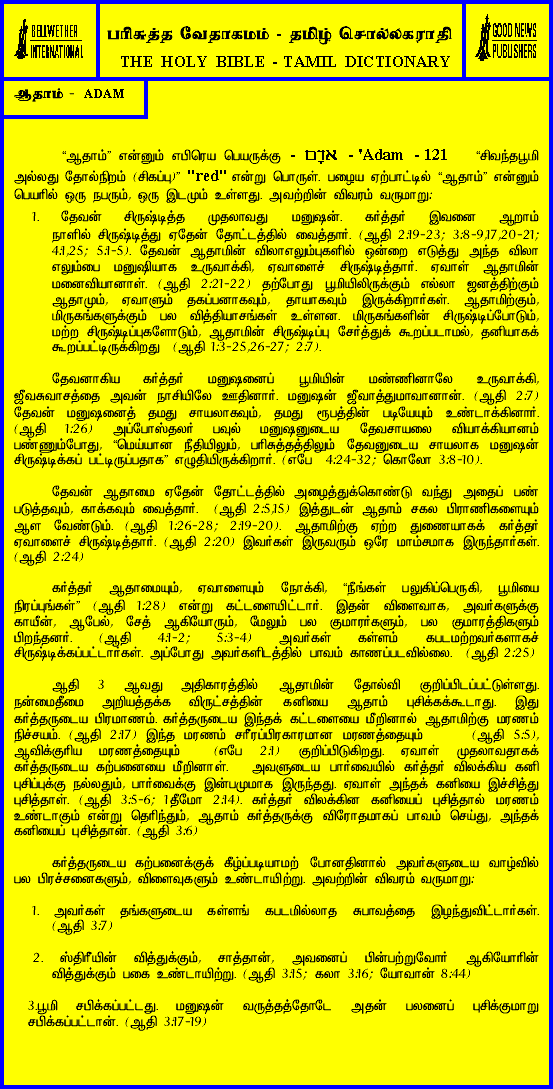 BELLWETHER
INTERNATIONAL
பரிசுத்த வேதாகமம் - தமிழ் சொல்லகராதி
THE HOLY BIBLE - TAMIL DICTIONARY
GOOD NEWS
PUBLISHERS
ஆதாம் - ADAM
“ஆதாம்” என்னும் எபிரெய பெயருக்கு - אָדָם - 'Adam - 121 “சிவந்தபூமி
அல்லது தோல்நிறம் (சிகப்பு)” "red" என்று பொருள். பழைய ஏற்பாட்டில் “ஆதாம்” என்னும்
பெயரில் ஒரு நபரும், ஒரு இடமும் உள்ளது. அவற்றின் விவரம் வருமாறு:
1. தேவன் சிருஷ்டித்த முதலாவது மனுஷன். கர்த்தர் இவனை ஆறாம்
நாளில் சிருஷ்டித்து ஏதேன் தோட்டத்தில் வைத்தார். (ஆதி 2:19-23; 3:8-9,17,20-21;
4:1,25; 5:1-5). தேவன் ஆதாமின் விலாஎலும்புகளில் ஒன்றை எடுத்து அந்த விலா
எலும்பை மனுஷியாக உருவாக்கி, ஏவாளைச் சிருஷ்டித்தார். ஏவாள் ஆதாமின்
மனைவியானாள். (ஆதி 2:21-22) தற்போது பூமியிலிருக்கும் எல்லா ஜனத்திற்கும்
ஆதாமும், ஏவாளும் தகப்பனாகவும், தாயாகவும் இருக்கிறார்கள். ஆதாமிற்கும்,
மிருகங்களுக்கும் பல வித்தியாசங்கள் உள்ளன. மிருகங்களின் சிருஷ்டிப்போடும்,
மற்ற சிருஷ்டிப்புகளோடும், ஆதாமின் சிருஷ்டிப்பு சேர்த்துக் கூறப்படாமல், தனியாகக்
கூறப்பட்டிருக்கிறது (ஆதி 1:3-25,26-27; 2:7).
தேவனாகிய கர்த்தர் மனுஷனைப் பூமியின் மண்ணினாலே உருவாக்கி,
ஜீவசுவாசத்தை அவன் நாசியிலே ஊதினார். மனுஷன் ஜீவாத்துமாவானான். (ஆதி 2:7)
தேவன் மனுஷனைத் தமது சாயலாகவும், தமது ரூபத்தின் படியேயும் உண்டாக்கினார்.
(ஆதி 1:26) அப்போஸ்தலர் பவுல் மனுஷனுடைய தேவசாயலை வியாக்கியானம்
பண்ணும்போது, “மெய்யான நீதியிலும், பரிசுத்தத்திலும் தேவனுடைய சாயலாக மனுஷன்
சிருஷ்டிக்கப் பட்டிருப்பதாக” எழுதியிருக்கிறார். (எபே 4:24-32; கொலோ 3:8-10).
தேவன் ஆதாமை ஏதேன் தோட்டத்தில் அழைத்துக்கொண்டு வந்து அதைப் பண்
படுத்தவும், காக்கவும் வைத்தார். (ஆதி 2:5,15) இத்துடன் ஆதாம் சகல பிராணிகளையும்
ஆள வேண்டும். (ஆதி 1:26-28; 2:19-20). ஆதாமிற்கு ஏற்ற துணையாகக் கர்த்தர்
ஏவாளைச் சிருஷ்டித்தார். (ஆதி 2:20) இவர்கள் இருவரும் ஒரே மாம்சமாக இருந்தார்கள்.
(ஆதி 2:24)
கர்த்தர் ஆதாமையும், ஏவாளையும் நோக்கி, “நீங்கள் பலுகிப்பெருகி, பூமியை
நிரப்புங்கள்” (ஆதி 1:28) என்று கட்டளையிட்டார். இதன் விளைவாக, அவர்களுக்கு
காயீன், ஆபேல், சேத் ஆகியோரும், மேலும் பல குமாரர்களும், பல குமாரத்திகளும்
பிறந்தனர். (ஆதி 4:1-2; 5:3-4) அவர்கள் கள்ளம் கபடமற்றவர்களாகச்
சிருஷ்டிக்கப்பட்டார்கள். அப்போது அவர்களிடத்தில் பாவம் காணப்படவில்லை. (ஆதி 2:25)
ஆதி 3 ஆவது அதிகாரத்தில் ஆதாமின் தோல்வி குறிப்பிடப்பட்டுள்ளது.
நன்மைதீமை அறியத்தக்க விருட்சத்தின் கனியை ஆதாம் புசிக்கக்கூடாது. இது
கர்த்தருடைய பிரமாணம். கர்த்தருடைய இந்தக் கட்டளையை மீறினால் ஆதாமிற்கு மரணம்
நிச்சயம். (ஆதி 2:17) இந்த மரணம் சரீரப்பிரகாரமான மரணத்தையும் (ஆதி 5:5),
ஆவிக்குரிய மரணத்தையும் (எபே 2:1) குறிப்பிடுகிறது. ஏவாள் முதலாவதாகக்
கர்த்தருடைய கற்பனையை மீறினாள். அவளுடைய பார்வையில் கர்த்தர் விலக்கிய கனி
புசிப்புக்கு நல்லதும், பார்வைக்கு இன்பமுமாக இருந்தது. ஏவாள் அந்தக் கனியை இச்சித்து
புசித்தாள். (ஆதி 3:5-6; 1தீமோ 2:14). கர்த்தர் விலக்கின கனியைப் புசித்தால் மரணம்
உண்டாகும் என்று தெரிந்தும், ஆதாம் கர்த்தருக்கு விரோதமாகப் பாவம் செய்து, அந்தக்
கனியைப் புசித்தான். (ஆதி 3:6)
கர்த்தருடைய கற்பனைக்குக் கீழ்ப்படியாமற் போனதினால் அவர்களுடைய வாழ்வில்
பல பிரச்சனைகளும், விளைவுகளும் உண்டாயிற்று. அவற்றின் விவரம் வருமாறு:
1. அவர்கள் தங்களுடைய கள்ளங் கபடமில்லாத சுபாவத்தை இழந்துவிட்டார்கள்.
(ஆதி 3:7)
2. ஸ்திரீயின் வித்துக்கும், சாத்தான், அவனைப் பின்பற்றுவோர் ஆகியோரின்
வித்துக்கும் பகை உண்டாயிற்று. (ஆதி 3:15; கலா 3:16; யோவான் 8:44)
3.பூமி சபிக்கப்பட்டது. மனுஷன் வருத்தத்தோடே அதன் பலனைப் புசிக்குமாறு
சபிக்கப்பட்டான். (ஆதி 3:17-19)